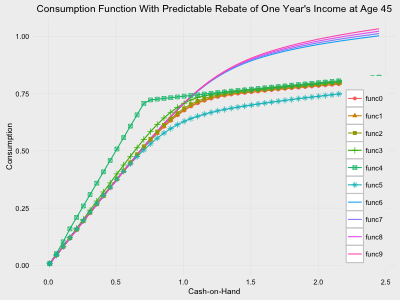 Consumption Function With Predictable Rebate of One Year's Income at Age 45
1.00
0.75
0.50
0.25
0.00
Consumption
0.0 0.5 1.0 1.5 2.0 2.5
Cash-on-Hand
func0
func1
func2
func3
func4
func5
func6
func7
func8
func9